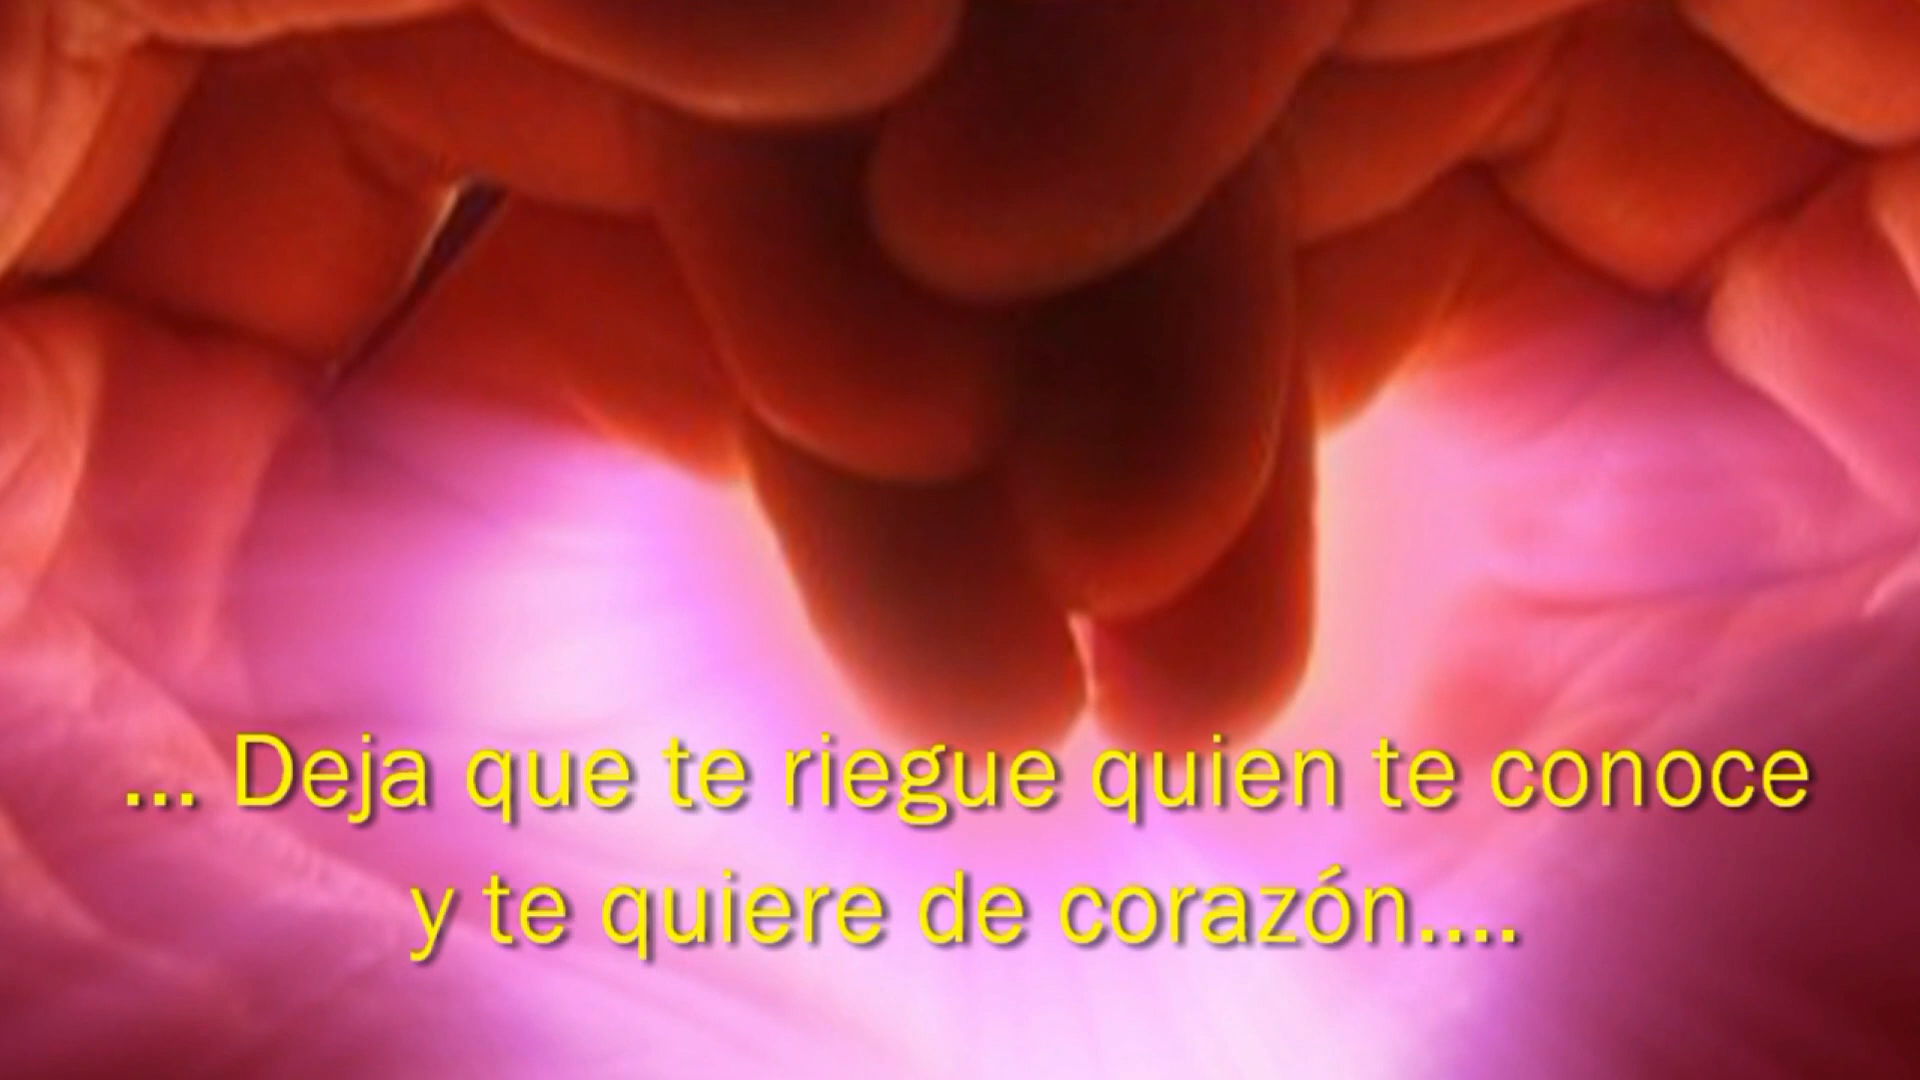 ... Deja que te riegue quien te conoce
y te quiere de corazón....